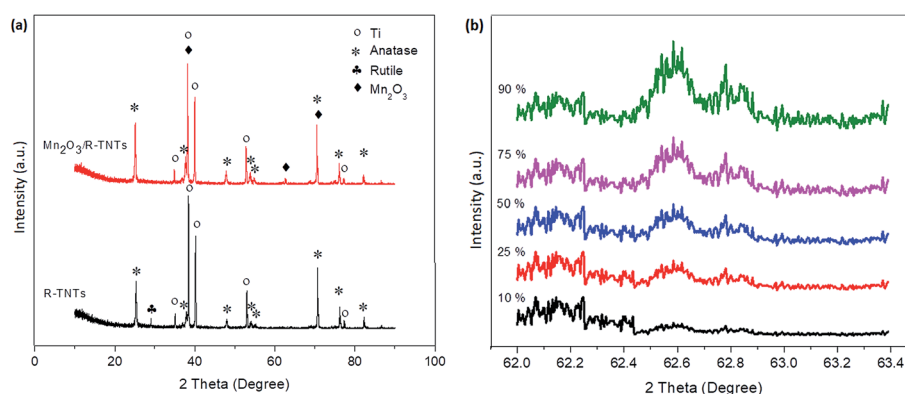 (a)
Intensity (a.u.)
○ Ti
* Anatase
♣ Rutile
♦ Mn₂O₃
Mn₂O₃/R-TNTs
R-TNTs
0 20 40 60 80 100
2 Theta (Degree)
(b)
Intensity (a.u.)
90 %
75 %
50 %
25 %
10 %
62.0 62.2 62.4 62.6 62.8 63.0 63.2 63.4
2 Theta (Degree)